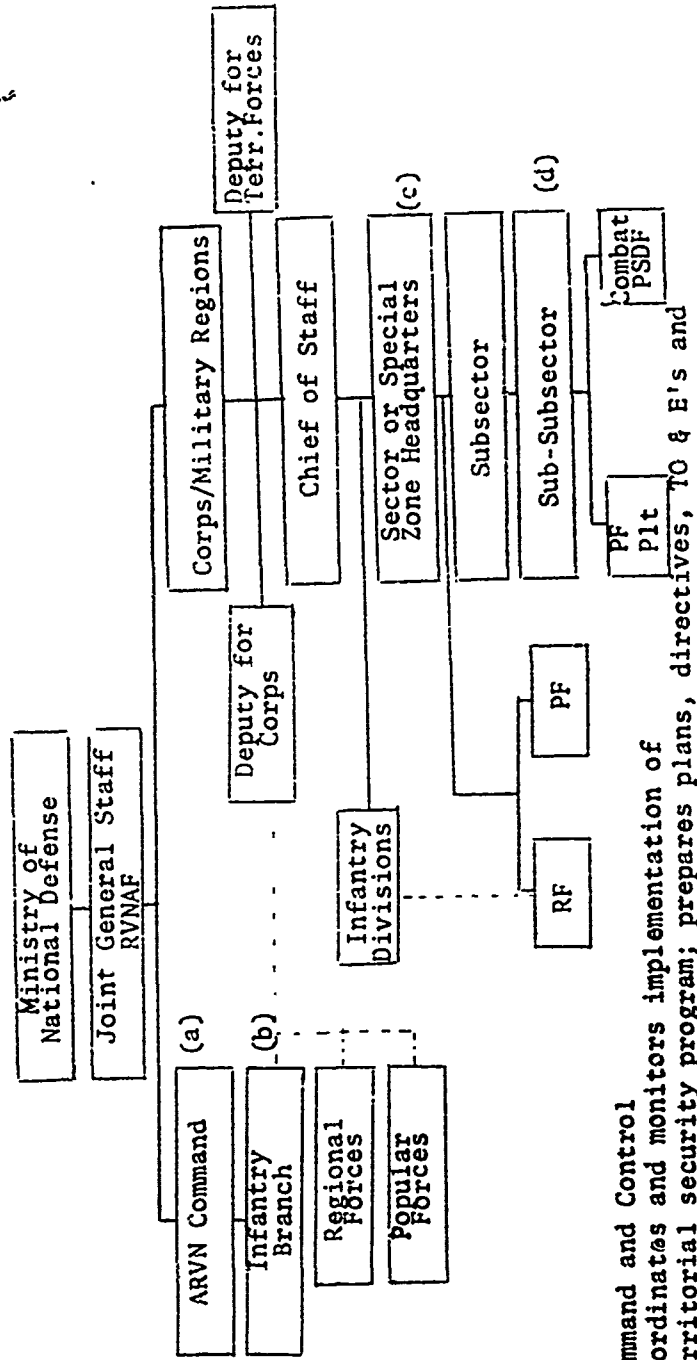 Ministry of
National Defense
Joint General Staff
RVNAF
ARVN Command
(a)
Infantry
Branch
(b)
Regional
Forces
Popular
Forces
Corps/Military Regions
Deputy for
Corps
Deputy for
Terr.Forces
Chief of Staff
Infantry
Divisions
Sector or Special
Zone Headquarters
(c)
RF
PF
Subsector
Sub-Subsector
(d)
PF
Plt
Combat
PSDF
mmand and Control
ordinates and monitors implementation of
rritorial security program; prepares plans, directives, TO & E's and